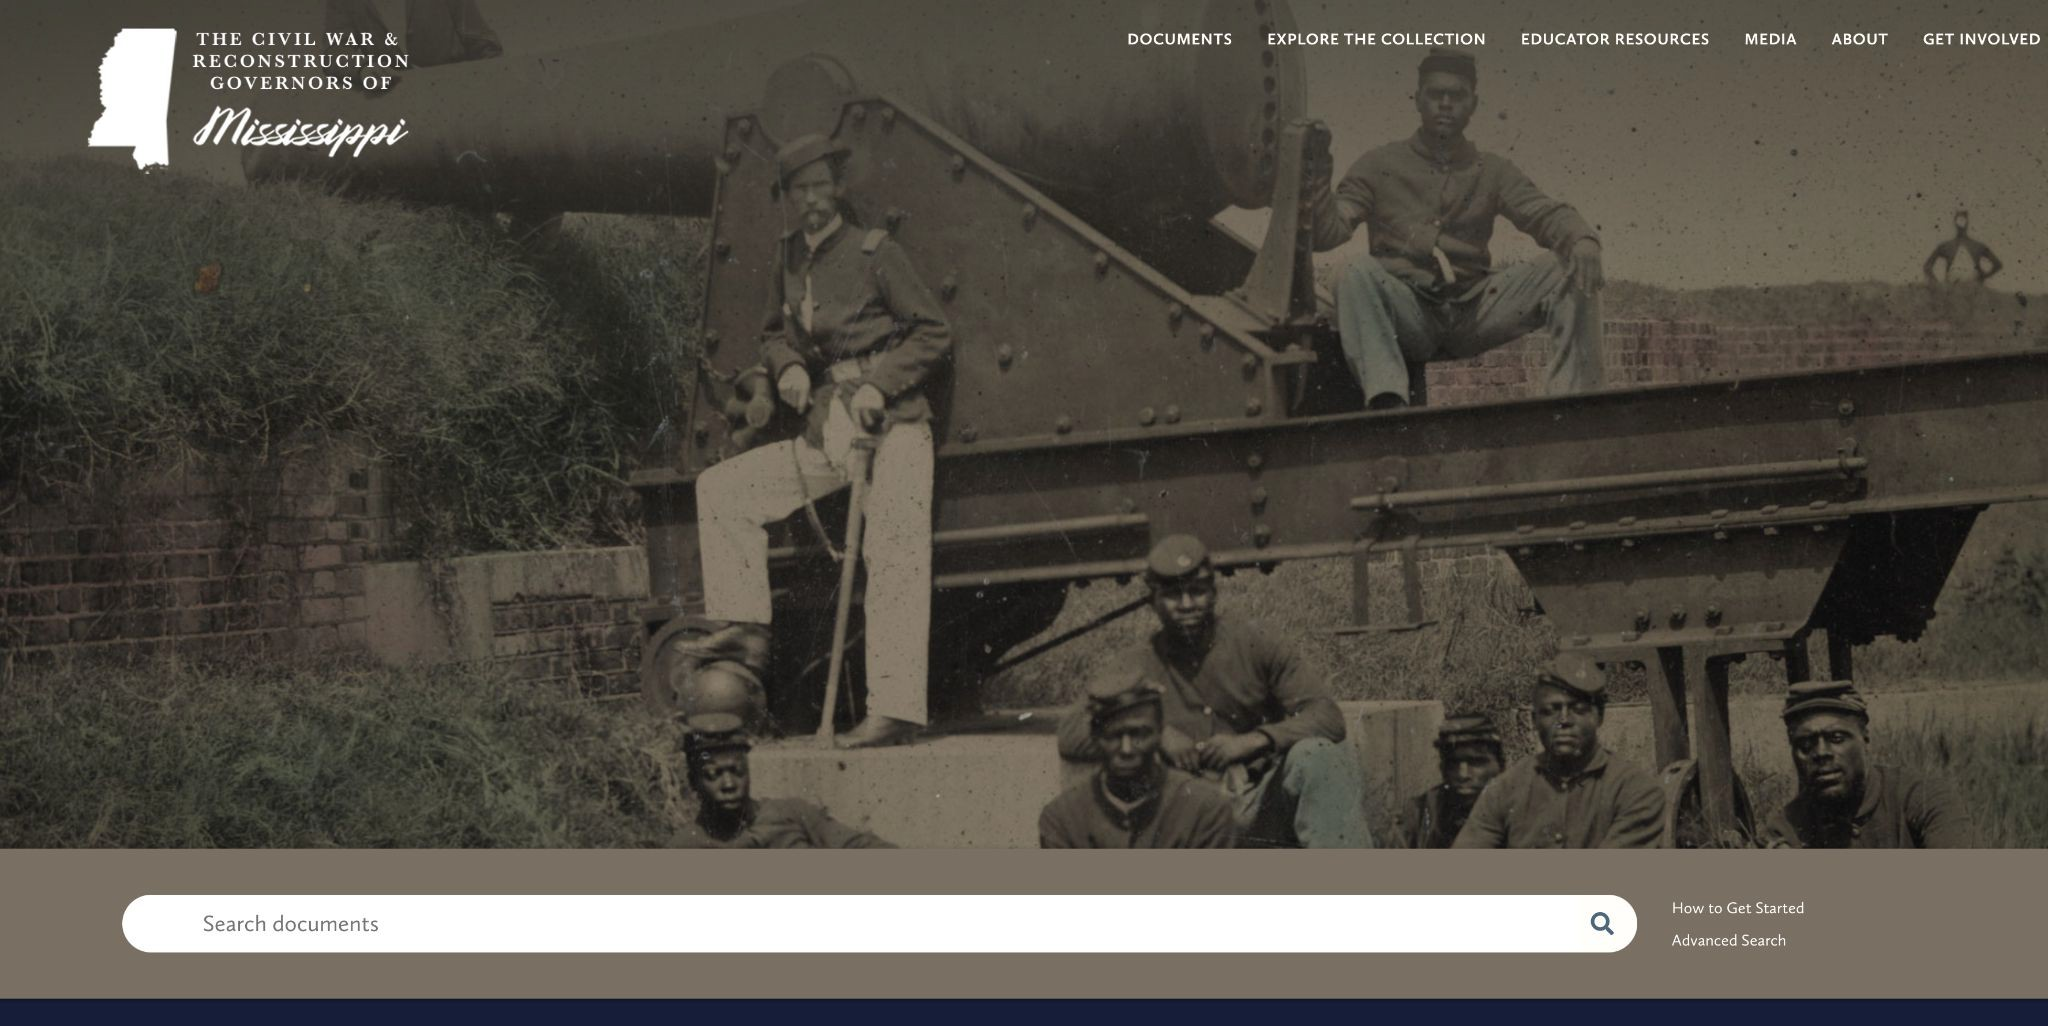 THE CIVIL WAR &
RECONSTRUCTION
GOVERNORS OF
Mississippi
DOCUMENTS EXPLORE THE COLLECTION EDUCATOR RESOURCES MEDIA ABOUT GET INVOLVED
Search documents
How to Get Started
Advanced Search